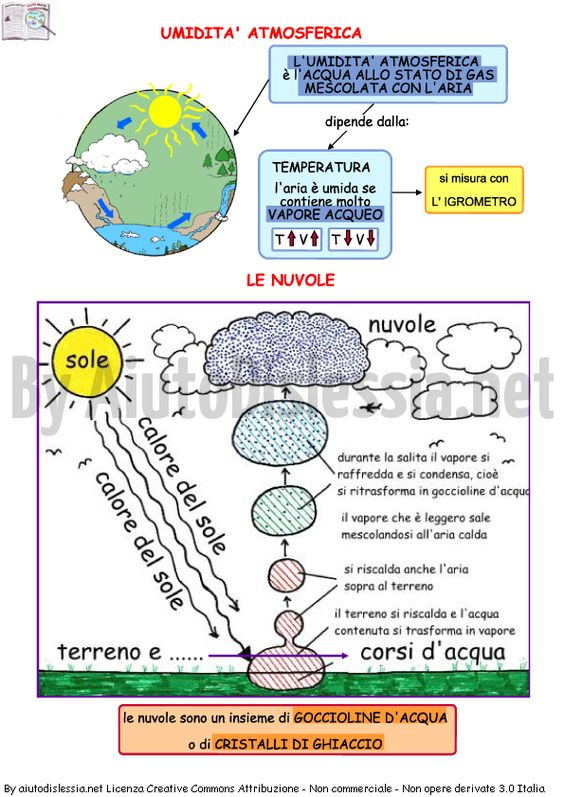 UMIDITA' ATMOSFERICA
L'UMIDITA' ATMOSFERICA
è l'ACQUA ALLO STATO DI GAS
MESCOLATA CON L'ARIA
dipende dalla:
TEMPERATURA
l'aria è umida se
contiene molto
VAPORE ACQUEO
T V T V
si misura con
L' IGROMETRO
LE NUVOLE
sole
nuvole
By AiutoDislessia.net
calore del sole
calore del sole
durante la salita il vapore si
raffredda e si condensa, cioè
si ritrasforma in goccioline d'acqua
il vapore che è leggero sale
mescolandosi all'aria calda
si riscalda anche l'aria
sopra al terreno
il terreno si riscalda e l'acqua
contenuta si trasforma in vapore
terreno e ......
corsi d'acqua
le nuvole sono un insieme di GOCCIOLINE D'ACQUA
o di CRISTALLI DI GHIACCIO
By aiutodislessia.net Licenza Creative Commons Attribuzione - Non commerciale - Non opere derivate 3.0 Italia